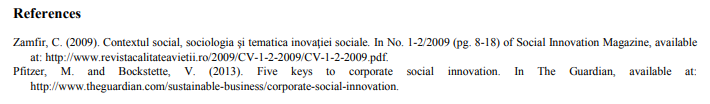 References
Zamfir, C. (2009). Contextul social, sociologia şi tematica inovaţiei sociale. In No. 1-2/2009 (pg. 8-18) of Social Innovation Magazine, available
at: http://www.revistacalitateavietii.ro/2009/CV-1-2-2009/CV-1-2-2009.pdf.
Pfitzer, M. and Bockstette, V. (2013). Five keys to corporate social innovation. In The Guardian, available at:
http://www.theguardian.com/sustainable-business/corporate-social-innovation.